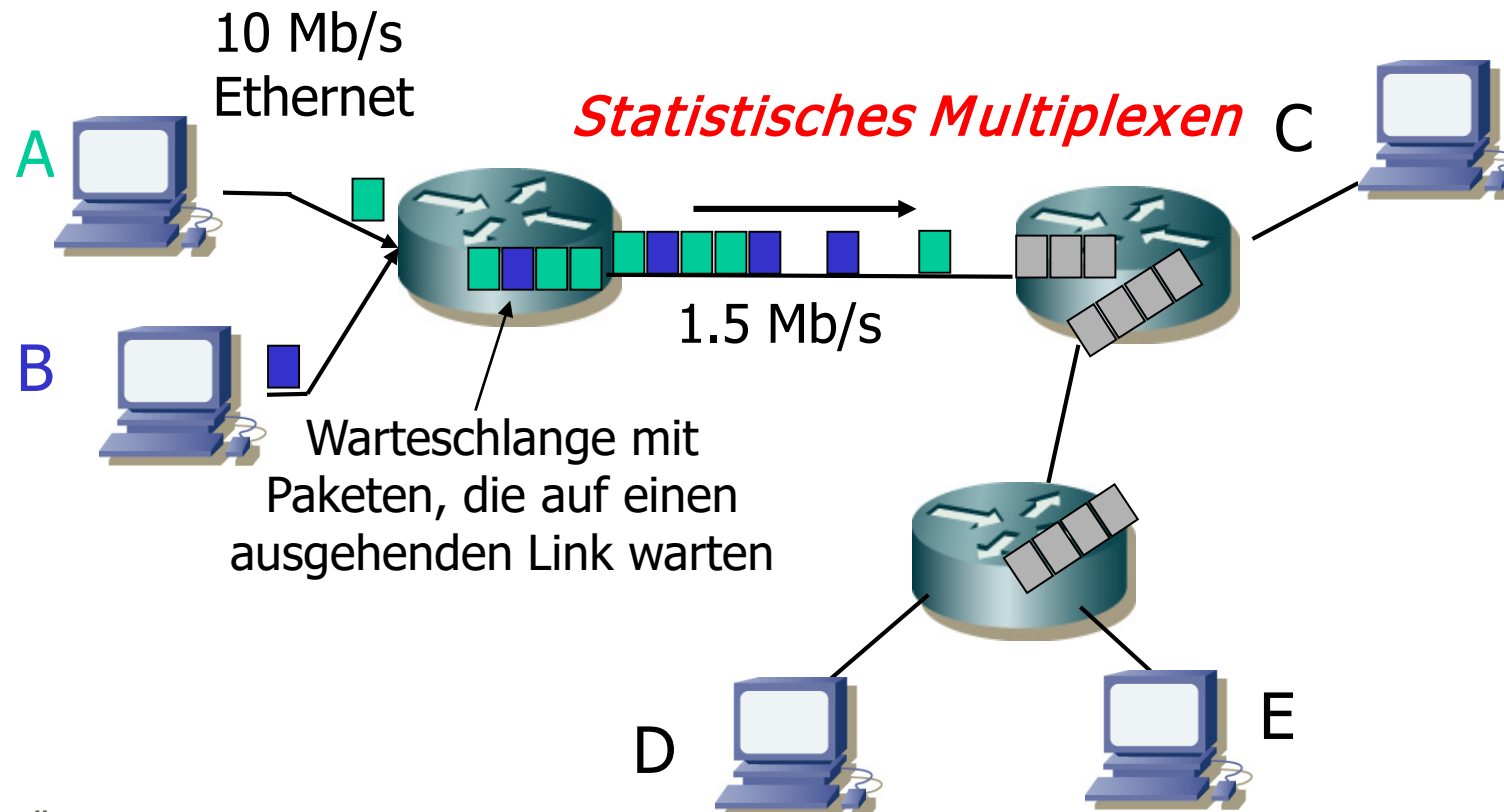 10 Mb/s
Ethernet
Statistisches Multiplexen
C
A
1.5 Mb/s
B
Warteschlange mit
Paketen, die auf einen
ausgehenden Link warten
D
E